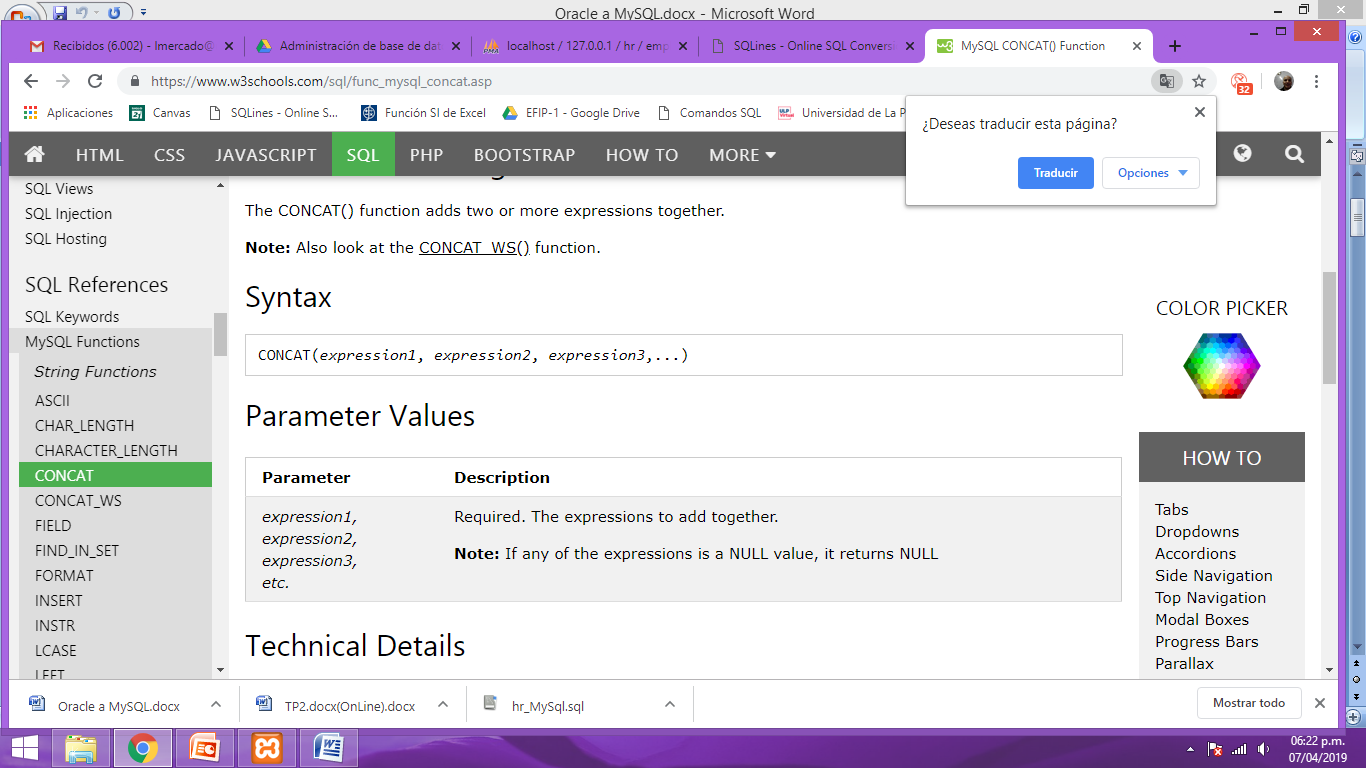 Oracle a MySQL.docx - Microsoft Word
Recibidos (6.002) - lmercado@
Administración de base de dat
localhost / 127.0.0.1 / hr / emp
SQLines - Online SQL Conversi
MySQL CONCAT() Function
https://www.w3schools.com/sql/func_mysql_concat.asp
32
Aplicaciones
Canvas
SQLines - Online S...
Función SI de Excel
EFIP-1 - Google Drive
Comandos SQL
Universidad de La P
¿Deseas traducir esta página?
Traducir
Opciones
HTML
CSS
JAVASCRIPT
SQL
PHP
BOOTSTRAP
HOW TO
MORE
SQL Views
SQL Injection
SQL Hosting
SQL References
SQL Keywords
MySQL Functions
String Functions
ASCII
CHAR_LENGTH
CHARACTER_LENGTH
CONCAT
CONCAT_WS
FIELD
FIND_IN_SET
FORMAT
INSERT
INSTR
LCASE
LEFT
The CONCAT() function adds two or more expressions together.
Note: Also look at the CONCAT_WS() function.
Syntax
CONCAT(expression1, expression2, expression3,...)
Parameter Values
Parameter
Description
expression1,
expression2,
expression3,
etc.
Required. The expressions to add together.
Note: If any of the expressions is a NULL value, it returns NULL
Technical Details
COLOR PICKER
HOW TO
Tabs
Dropdowns
Accordions
Side Navigation
Top Navigation
Modal Boxes
Progress Bars
Parallax
Oracle a MySQL.docx
TP2.docx(OnLine).docx
hr_MySql.sql
Mostrar todo
06:22 p.m.
07/04/2019